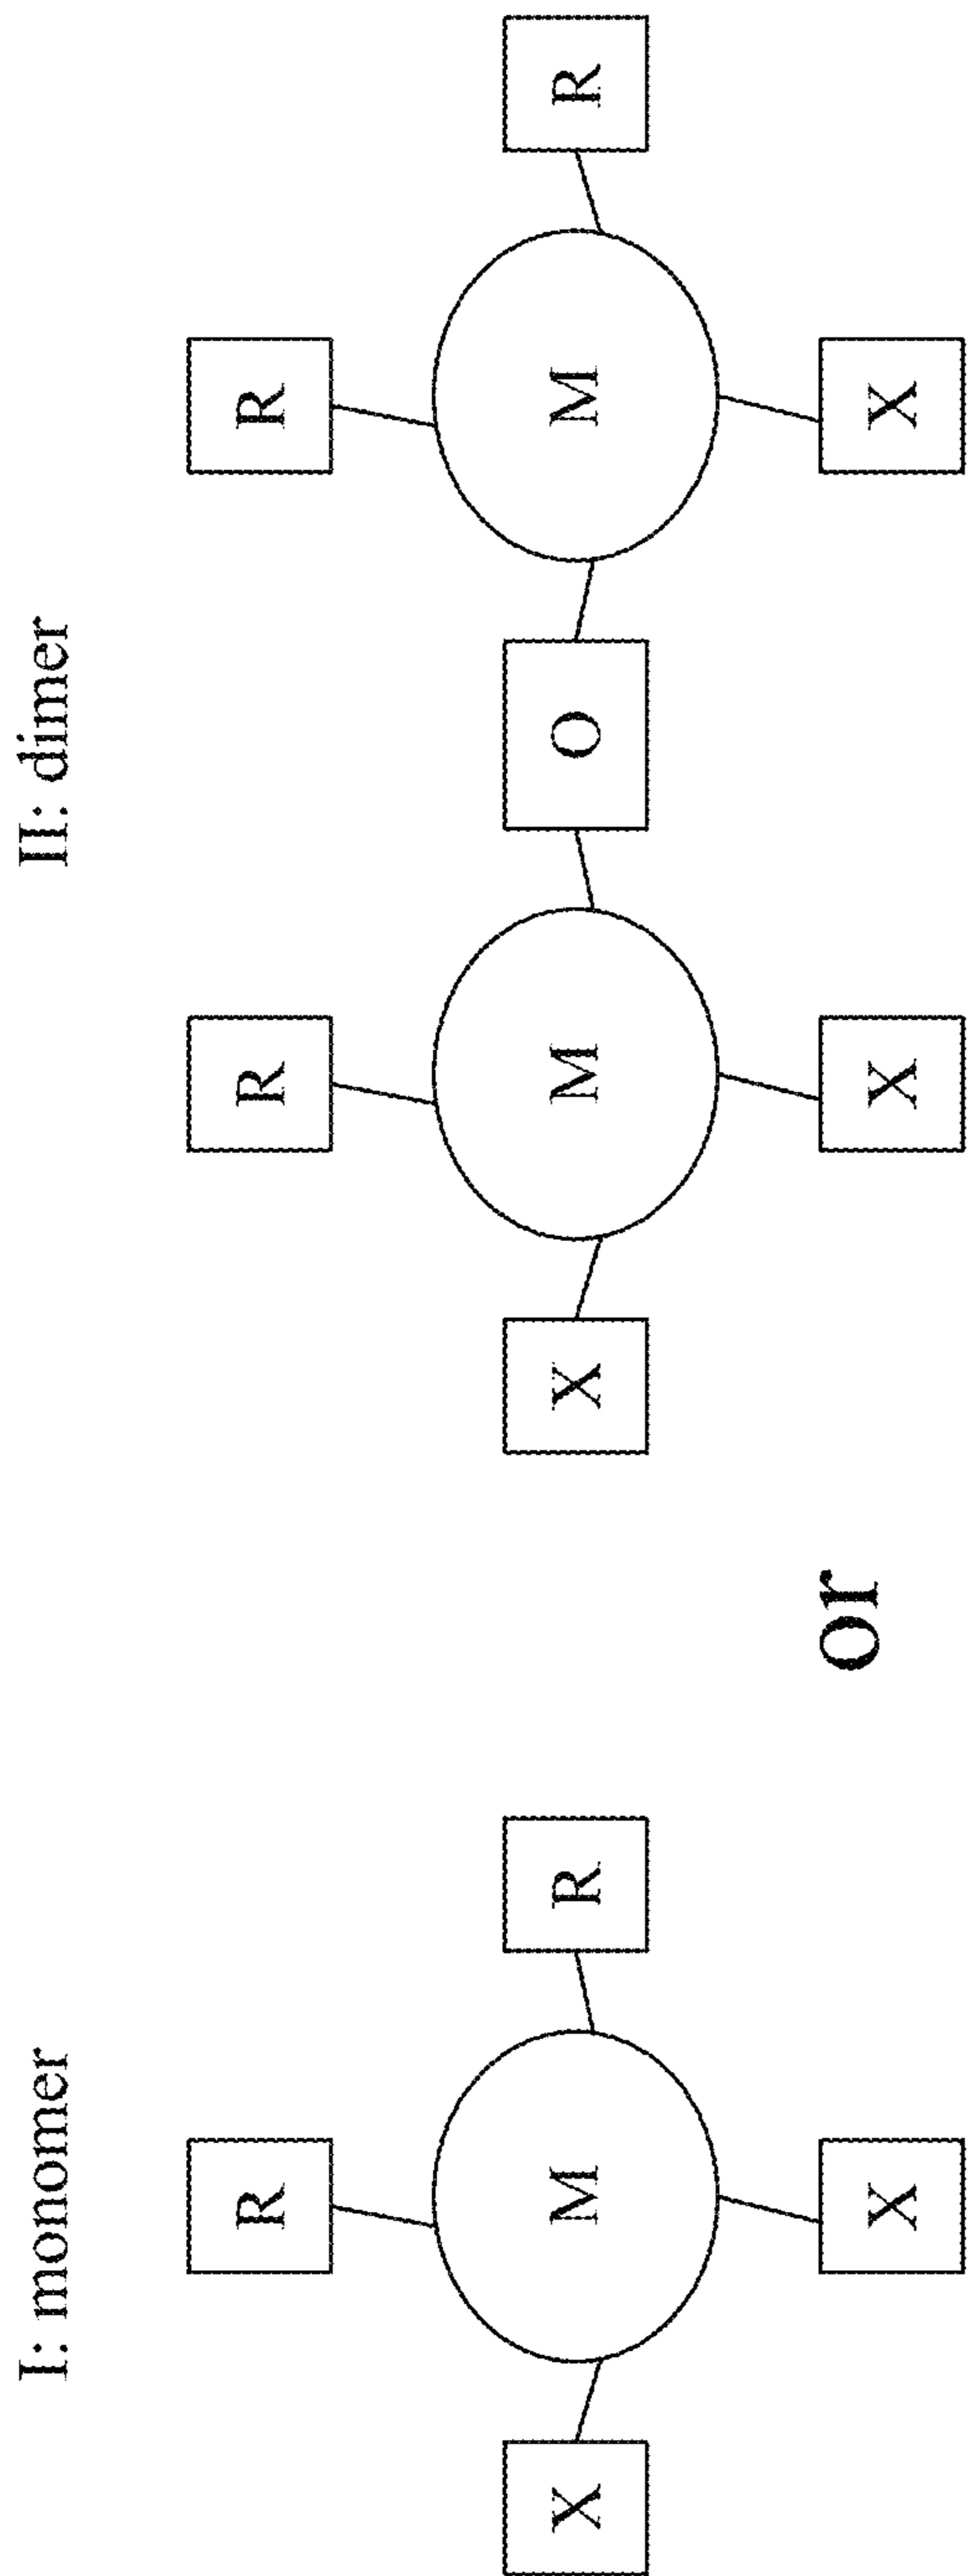 I: monomer
R
X M R
X
or
II: dimer
R R
X M O M R
X X